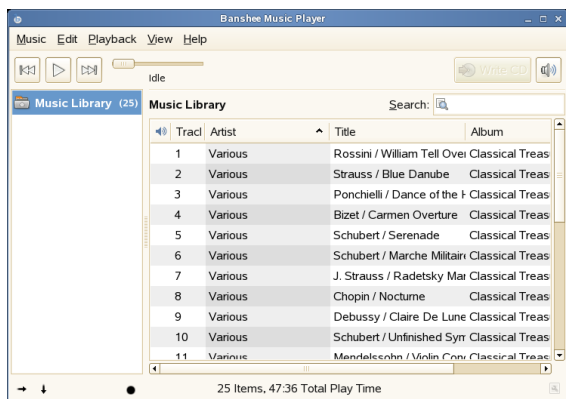 Banshee Music Player
Music Edit Playback View Help
Idle
Write CD
Music Library (25)
Music Library Search:
Tracl Artist Title Album
1 Various Rossini / William Tell Over Classical Treas
2 Various Strauss / Blue Danube Classical Treas
3 Various Ponchielli / Dance of the H Classical Treas
4 Various Bizet / Carmen Overture Classical Treas
5 Various Schubert / Serenade Classical Treas
6 Various Schubert / Marche Militaire Classical Treas
7 Various J. Strauss / Radetsky Mar Classical Treas
8 Various Chopin / Nocturne Classical Treas
9 Various Debussy / Claire De Lune Classical Treas
10 Various Schubert / Unfinished Sym Classical Treas
11 Various Mendelssohn / Violin Conc Classical Treas
25 Items, 47:36 Total Play Time